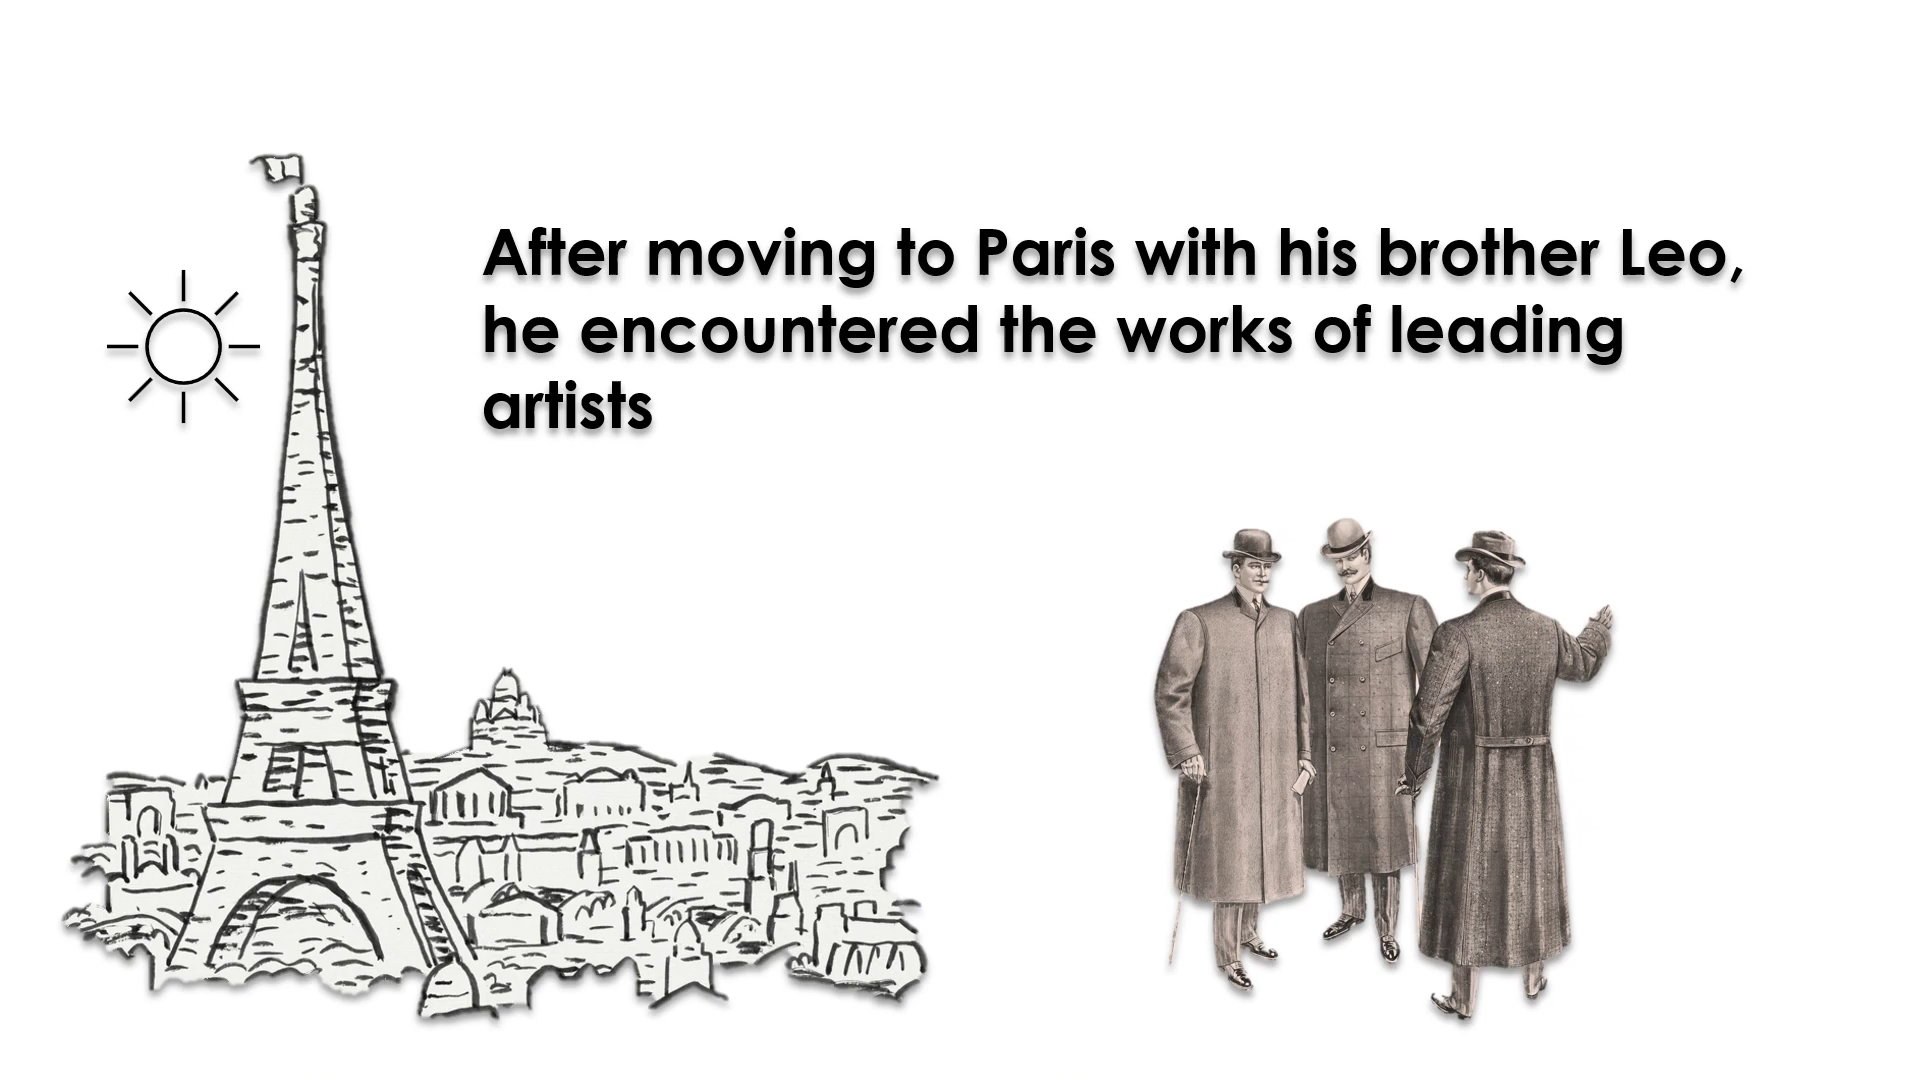 After moving to Paris with his brother Leo,
he encountered the works of leading
artists